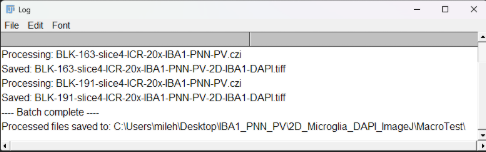 Log
File Edit Font
Processing: BLK-163-slice4-ICR-20x-IBA1-PNN-PV.czi
Saved: BLK-163-slice4-ICR-20x-IBA1-PNN-PV-2D-IBA1-DAPI.tiff
Processing: BLK-191-slice4-ICR-20x-IBA1-PNN-PV.czi
Saved: BLK-191-slice4-ICR-20x-IBA1-PNN-PV-2D-IBA1-DAPI.tiff
---- Batch complete ----
Processed files saved to: C:\Users\mileh\Desktop\IBA1_PNN_PV\2D_Microglia_DAPI_ImageJ\MacroTest\